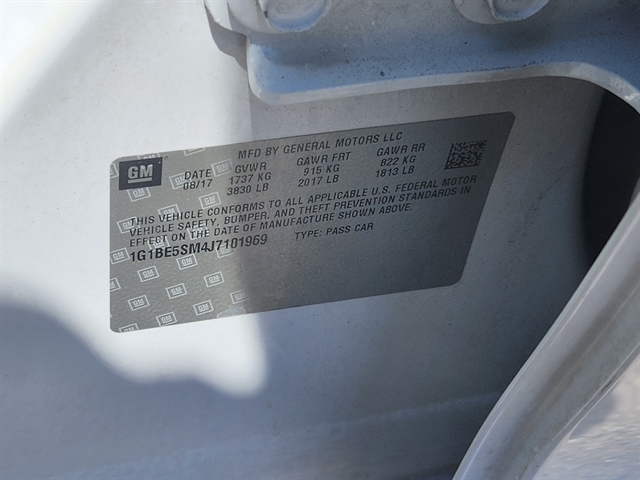 GM
MFD BY GENERAL MOTORS LLC
DATE GVWR GAWR FRT GAWR RR
08/17 1737 KG 915 KG 822 KG
3830 LB 2017 LB 1813 LB
THIS VEHICLE CONFORMS TO ALL APPLICABLE U.S. FEDERAL MOTOR
VEHICLE SAFETY, BUMPER, AND THEFT PREVENTION STANDARDS IN
EFFECT ON THE DATE OF MANUFACTURE SHOWN ABOVE.
1G1BE5SM4J7101969 TYPE: PASS CAR